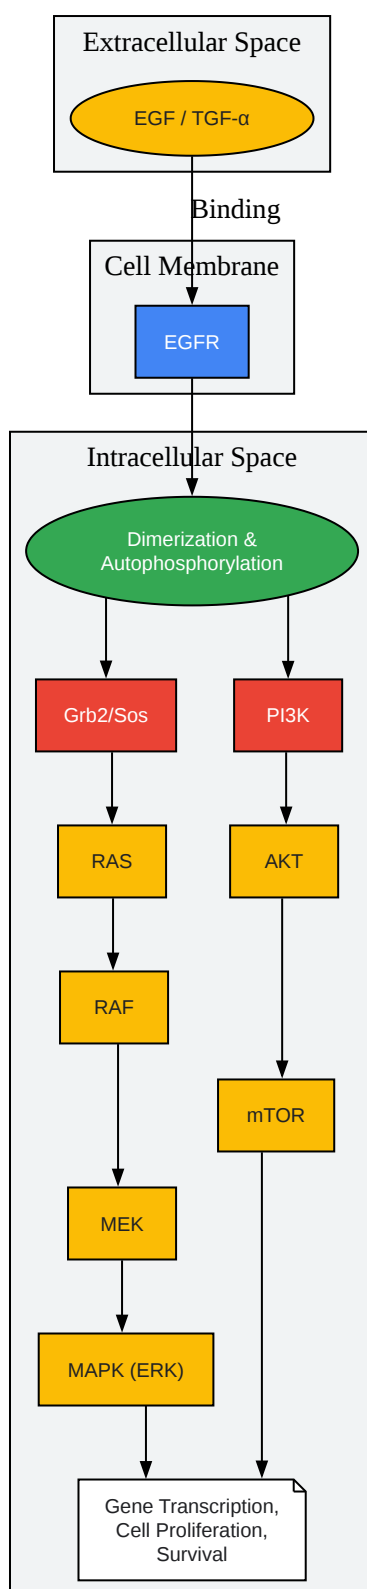 Extracellular Space
EGF / TGF-α
Binding
Cell Membrane
EGFR
Intracellular Space
Dimerization &
Autophosphorylation
Grb2/Sos
PI3K
RAS
AKT
RAF
mTOR
MEK
MAPK (ERK)
Gene Transcription,
Cell Proliferation,
Survival